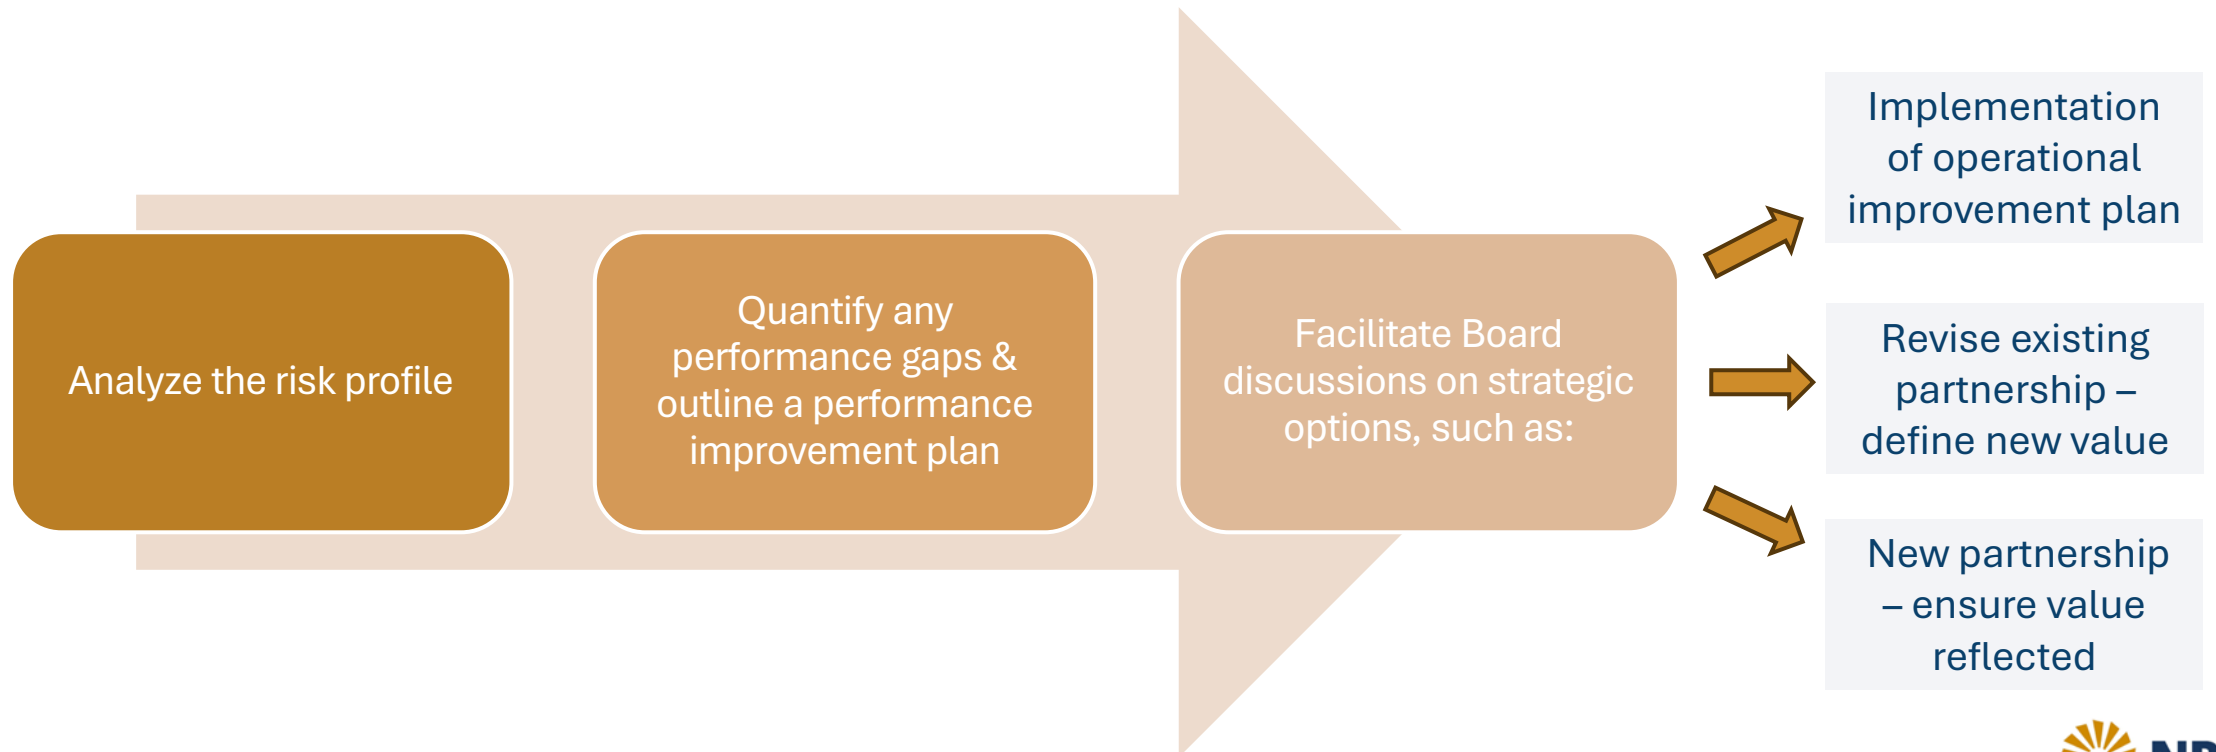 Analyze the risk profile
Quantify any
performance gaps &
outline a performance
improvement plan
Facilitate Board
discussions on strategic
options, such as:
Implementation
of operational
improvement plan
Revise existing
partnership –
define new value
New partnership
– ensure value
reflected